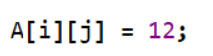 A[i][j] = 12;